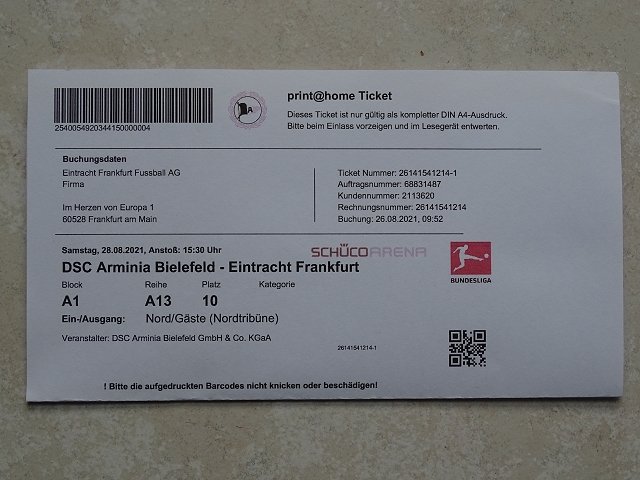 print@home Ticket
Dieses Ticket ist nur gültig als kompletter DIN A4-Ausdruck.
Bitte beim Einlass vorzeigen und im Lesegerät entwerten.
2540054920344150000004
Buchungsdaten
Eintracht Frankfurt Fussball AG
Firma
Im Herzen von Europa 1
60528 Frankfurt am Main
Ticket Nummer: 26141541214-1
Auftragsnummer: 68831487
Kundennummer: 2113620
Rechnungsnummer: 26141541214
Buchung: 26.08.2021, 09:52
Samstag, 28.08.2021, Anstoß: 15:30 Uhr
SCHÜCOARENA
DSC Arminia Bielefeld - Eintracht Frankfurt
BUNDESLIGA
Block Reihe Platz Kategorie
A1 A13 10
Ein-/Ausgang: Nord/Gäste (Nordtribüne)
Veranstalter: DSC Arminia Bielefeld GmbH & Co. KGaA
26141541214-1
! Bitte die aufgedruckten Barcodes nicht knicken oder beschädigen!